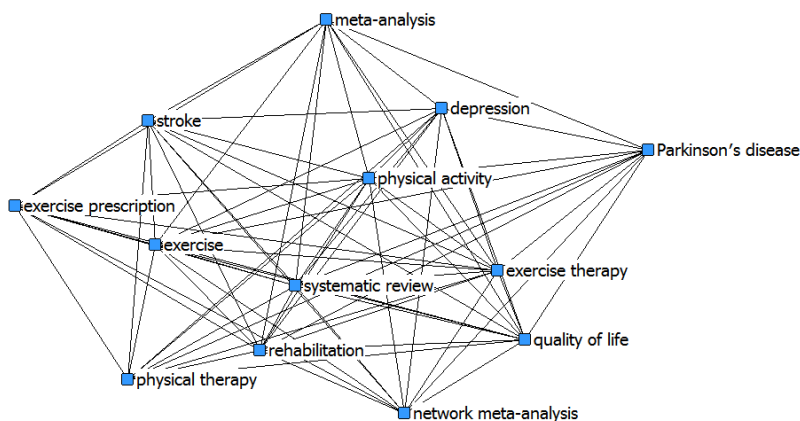 meta-analysis
depression
stroke
Parkinson's disease
physical activity
exercise prescription
exercise
exercise therapy
systematic review
quality of life
rehabilitation
physical therapy
network meta-analysis